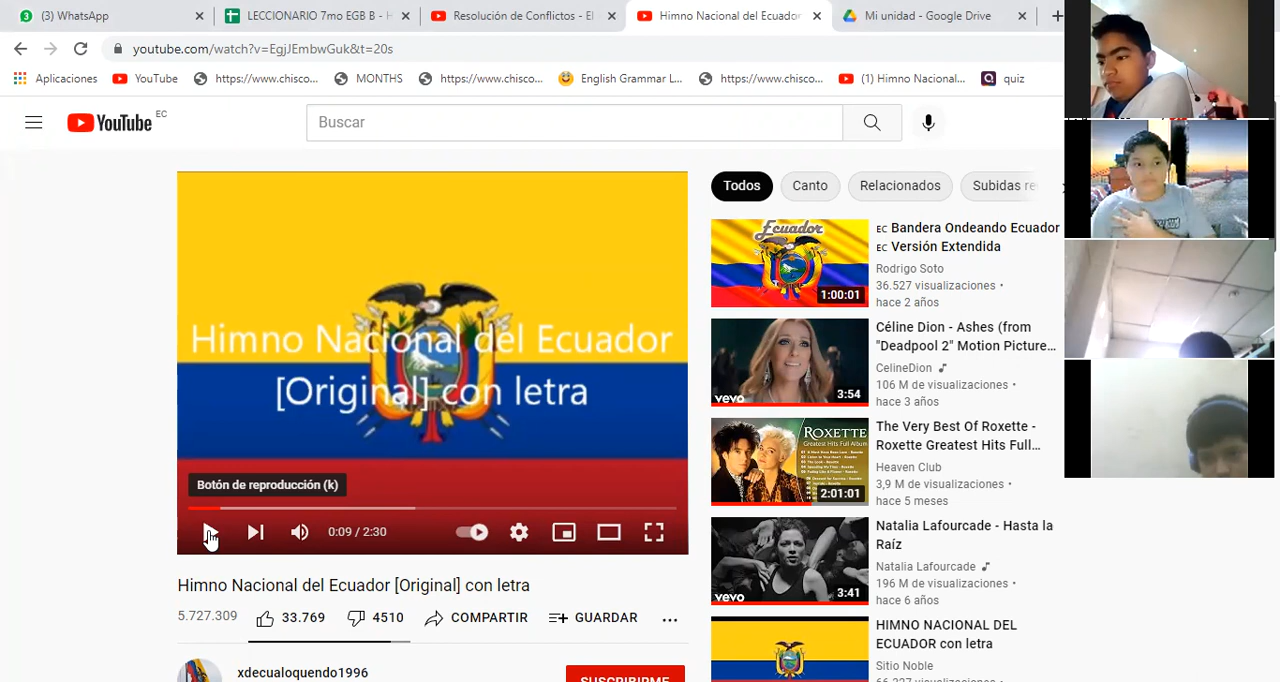 (3) WhatsApp
LECCIONARIO 7mo EGB B - H
Resolución de Conflictos - El
Himno Nacional del Ecuador
Mi unidad - Google Drive
youtube.com/watch?v=EgjJEmbwGuk&t=20s
Aplicaciones
YouTube
https://www.chisco...
MONTHS
https://www.chisco...
English Grammar L...
https://www.chisco...
(1) Himno Nacional...
quiz
YouTube EC
Buscar
Himno Nacional del Ecuador
[Original] con letra
Botón de reproducción (k)
0:09 / 2:30
Himno Nacional del Ecuador [Original] con letra
5.727.309
33.769
4510
COMPARTIR
GUARDAR
xdecualoquendo1996
SUSCRIBIRME
Todos
Canto
Relacionados
Subidas re
Ecuador
1:00:01
EC Bandera Ondeando Ecuador
EC Versión Extendida
Rodrigo Soto
36.527 visualizaciones •
hace 2 años
vevo
3:54
Céline Dion - Ashes (from
"Deadpool 2" Motion Picture...
CelineDion
106 M de visualizaciones •
hace 3 años
ROXETTE
2:01:01
The Very Best Of Roxette -
Roxette Greatest Hits Full...
Heaven Club
3,9 M de visualizaciones •
hace 5 meses
vevo
3:41
Natalia Lafourcade - Hasta la
Raíz
Natalia Lafourcade
196 M de visualizaciones •
hace 6 años
HIMNO NACIONAL DEL
ECUADOR con letra
Sitio Noble